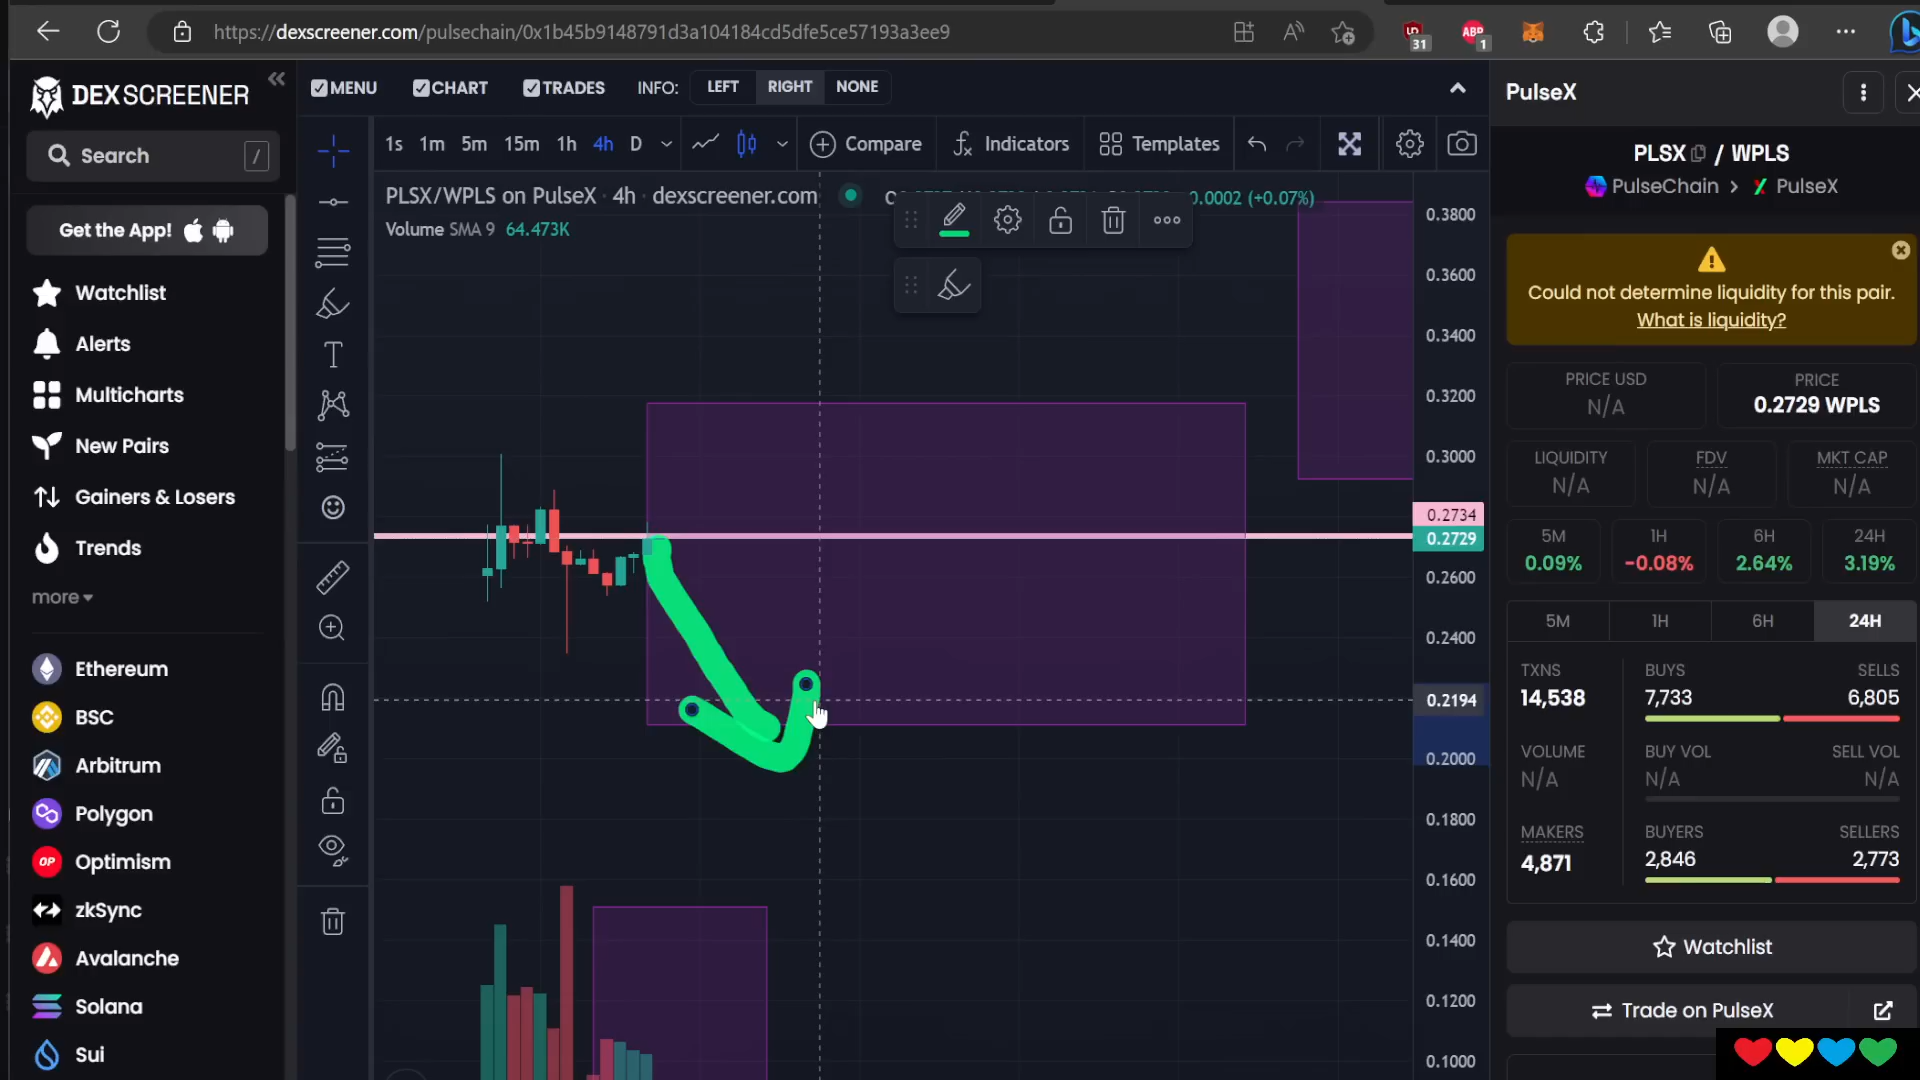 https://dexscreener.com/pulsechain/0x1b45b9148791d3a104184cd5dfe5ce57193a3ee9
UD
31
ABP
1
DEX SCREENER
MENU
CHART
TRADES
INFO:
LEFT
RIGHT
NONE
PulseX
Search
/
1s
1m
5m
15m
1h
4h
D
Compare
Indicators
Templates
PLSX / WPLS
PulseChain > PulseX
PLSX/WPLS on PulseX · 4h · dexscreener.com
0.0002 (+0.07%)
Volume SMA 9 64.473K
Get the App!
Watchlist
Alerts
Multicharts
New Pairs
Gainers & Losers
Trends
more
Ethereum
BSC
Arbitrum
Polygon
Optimism
OP
zkSync
Avalanche
Solana
Sui
0.3800
0.3600
0.3400
0.3200
0.3000
0.2734
0.2729
0.2600
0.2400
0.2194
0.2000
0.1800
0.1600
0.1400
0.1200
0.1000
Could not determine liquidity for this pair.
What is liquidity?
PRICE USD
N/A
PRICE
0.2729 WPLS
LIQUIDITY
N/A
FDV
N/A
MKT CAP
N/A
5M
0.09%
1H
-0.08%
6H
2.64%
24H
3.19%
5M
1H
6H
24H
TXNS
14,538
BUYS
7,733
SELLS
6,805
VOLUME
N/A
BUY VOL
N/A
SELL VOL
N/A
MAKERS
4,871
BUYERS
2,846
SELLERS
2,773
Watchlist
Trade on PulseX